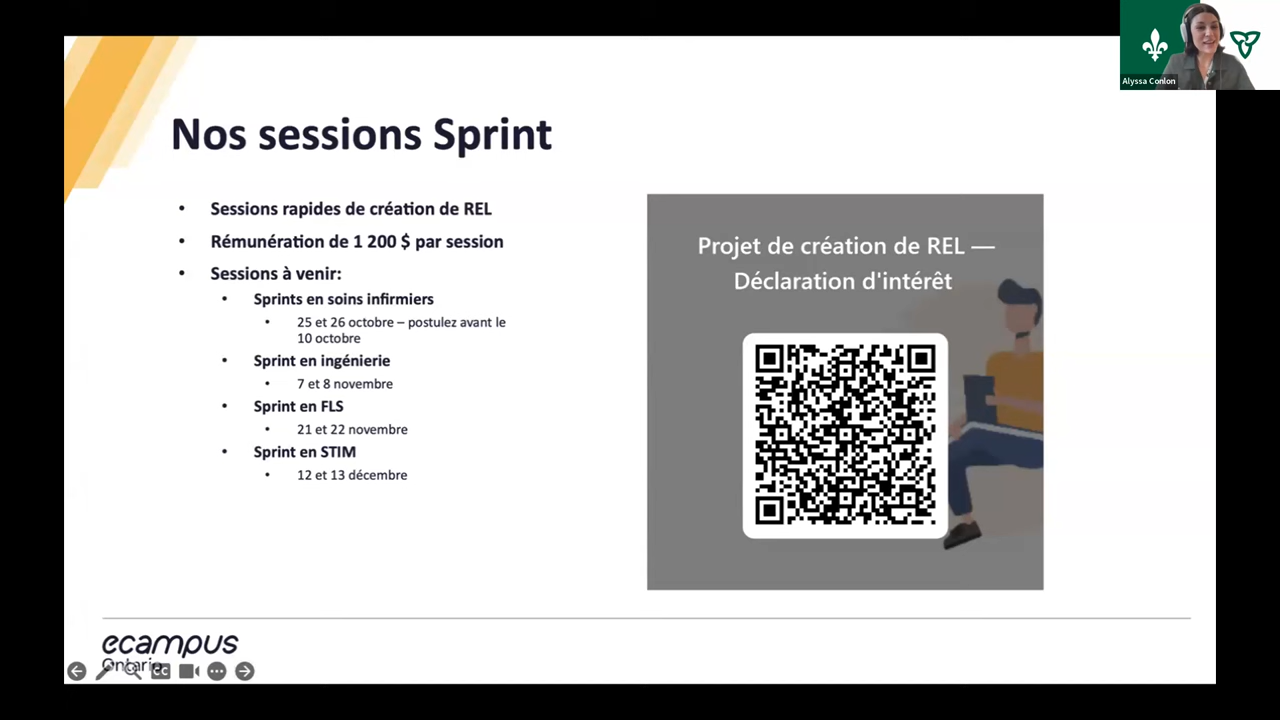 Nos sessions Sprint
• Sessions rapides de création de REL
• Rémunération de 1 200 $ par session
• Sessions à venir:
• Sprints en soins infirmiers
• 25 et 26 octobre – postulez avant le
10 octobre
• Sprint en ingénierie
• 7 et 8 novembre
• Sprint en FLS
• 21 et 22 novembre
• Sprint en STIM
• 12 et 13 décembre
Projet de création de REL —
Déclaration d'intérêt
ecampus
Ontario
CC
Alyssa Conlon